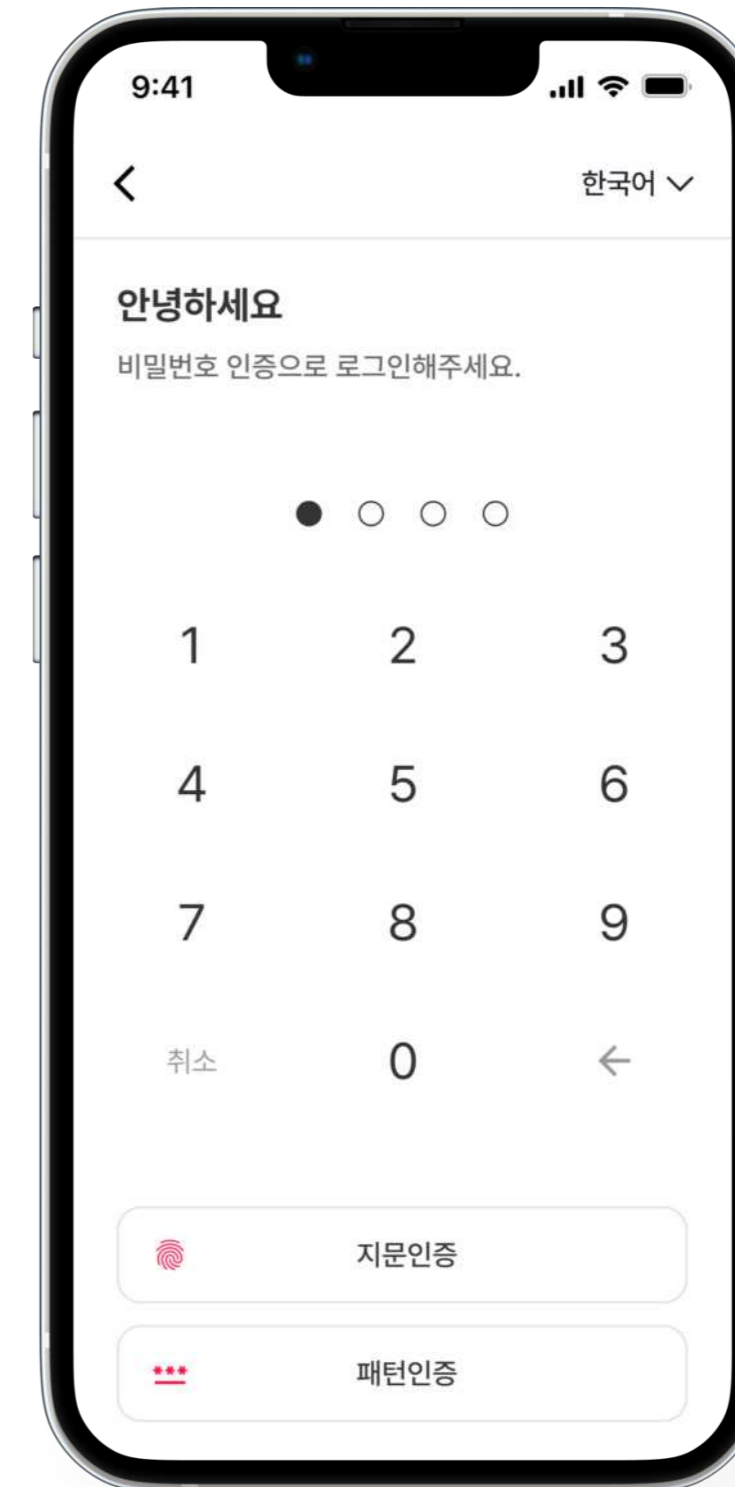 9:41
한국어
안녕하세요
비밀번호 인증으로 로그인해주세요.
1 2 3
4 5 6
7 8 9
취소 0
지문인증
***
패턴인증